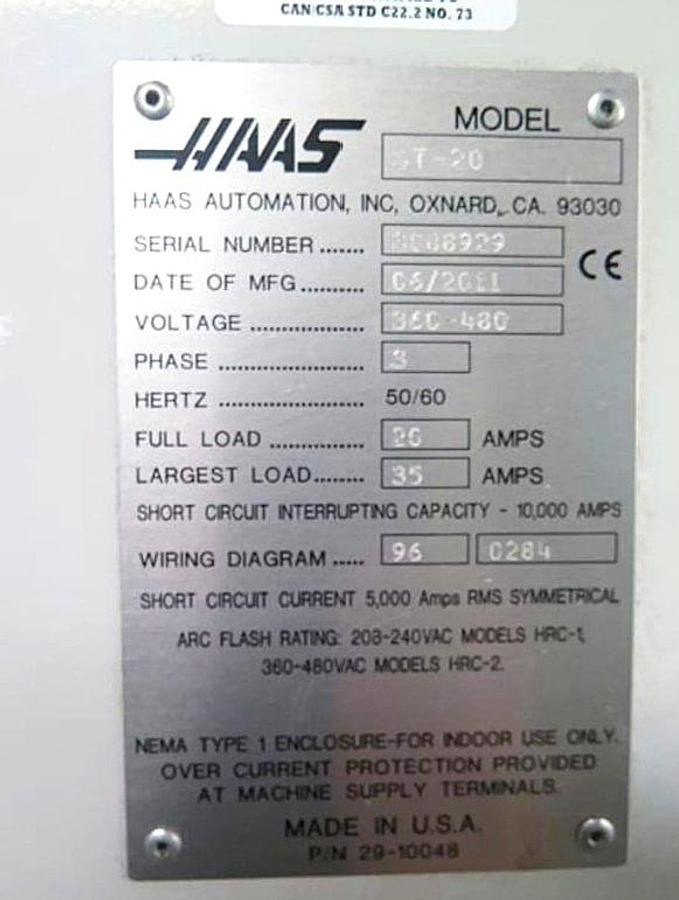 CAN/CSA STD C22.2 NO. 73
HAAS
MODEL
ST-20
HAAS AUTOMATION, INC, OXNARD, CA. 93030
SERIAL NUMBER .......
CE
DATE OF MFG .......... 06/2011
VOLTAGE .................. 360-480
PHASE ....................... 3
HERTZ ....................... 50/60
FULL LOAD ............... AMPS
LARGEST LOAD........ 35 AMPS
SHORT CIRCUIT INTERRUPTING CAPACITY - 10,000 AMPS
WIRING DIAGRAM ..... 96 0284
SHORT CIRCUIT CURRENT 5,000 Amps RMS SYMMETRICAL
ARC FLASH RATING: 208-240VAC MODELS HRC-1,
360-480VAC MODELS HRC-2.
NEMA TYPE 1 ENCLOSURE-FOR INDOOR USE ONLY.
OVER CURRENT PROTECTION PROVIDED
AT MACHINE SUPPLY TERMINALS.
MADE IN U.S.A.
P/N 29-10048